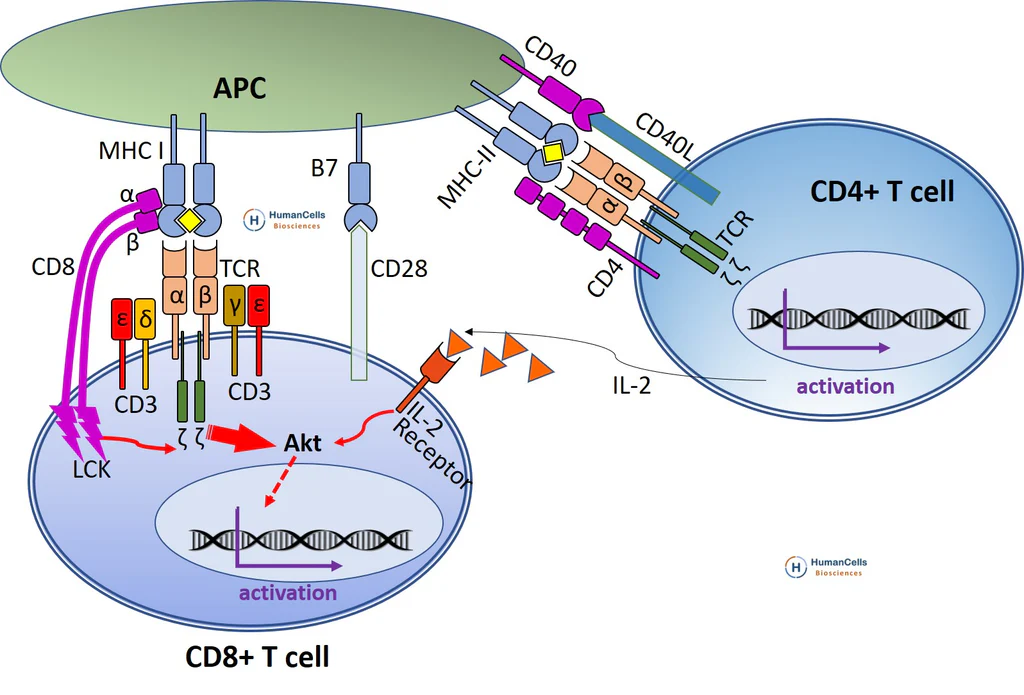 APC
CD40
CD40L
MHC I
B7
MHC-II
β
α
CD4+ T cell
α
β
HumanCells
Biosciences
TCR
ζ
ζ
CD4
CD8
TCR
CD28
α
β
γ
ε
ε
δ
CD3
CD3
IL-2
activation
IL-2
Receptor
ζ
ζ
Akt
LCK
HumanCells
Biosciences
activation
CD8+ T cell